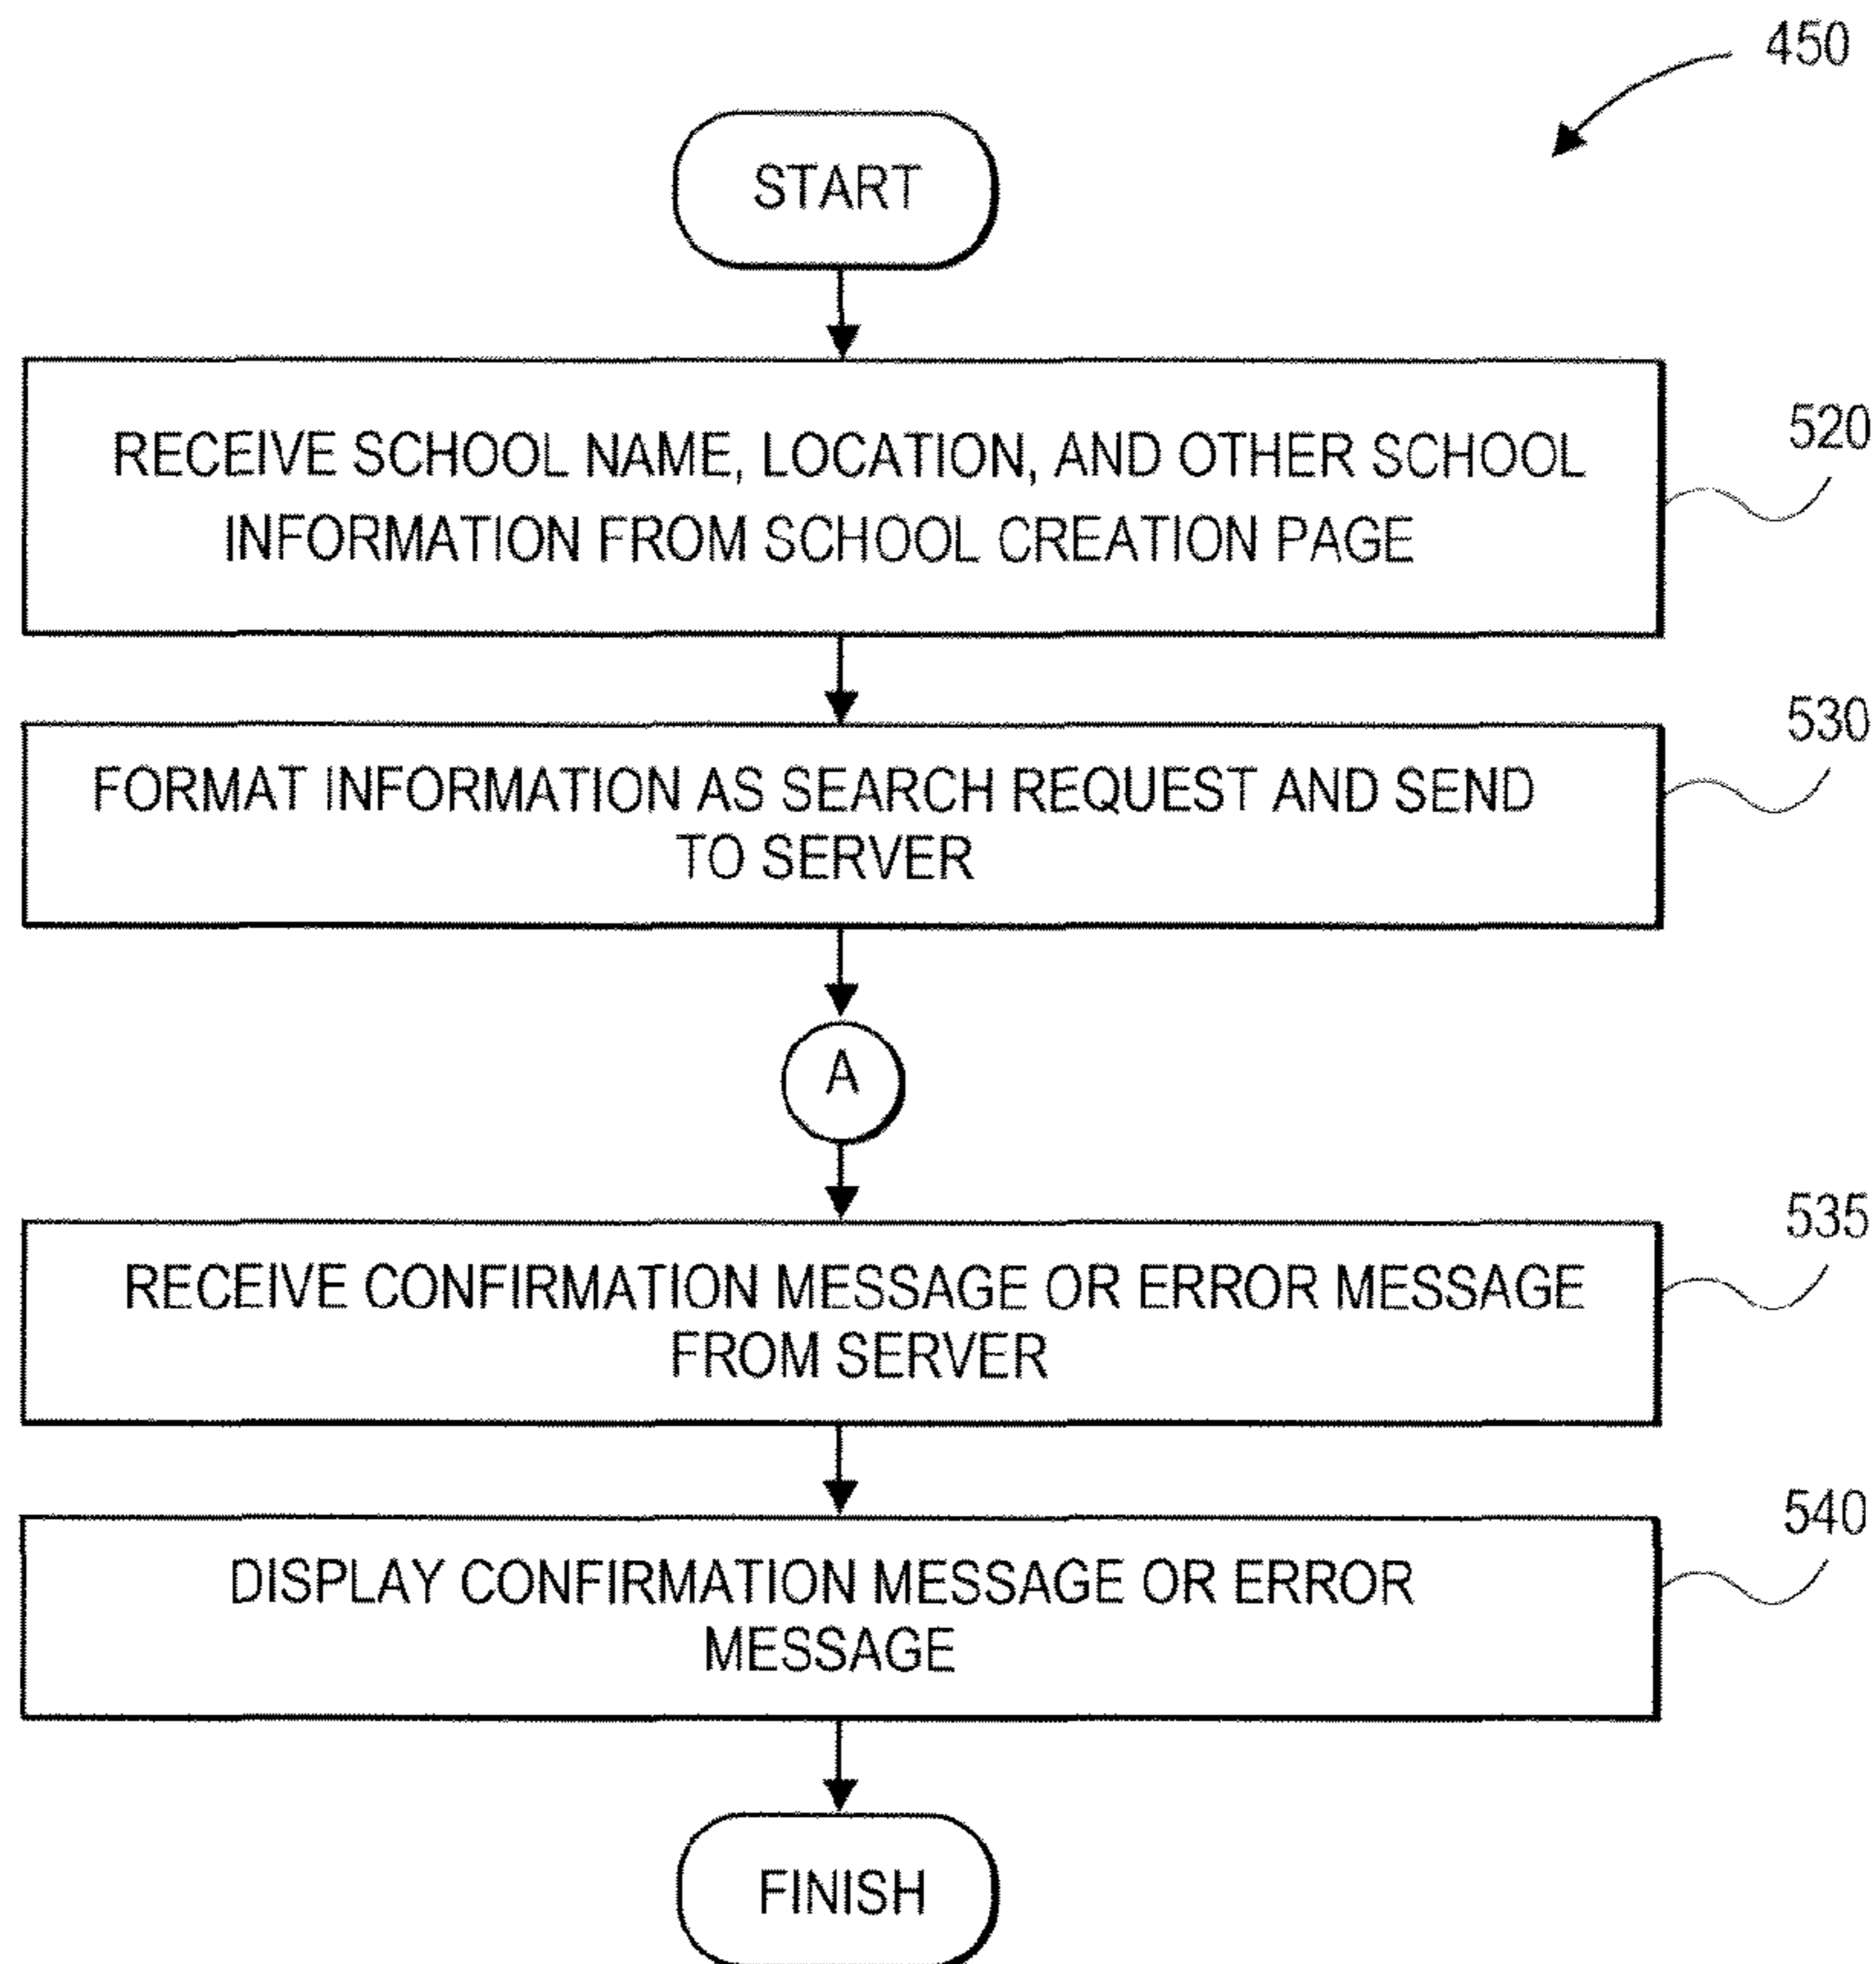 450
START
RECEIVE SCHOOL NAME, LOCATION, AND OTHER SCHOOL
INFORMATION FROM SCHOOL CREATION PAGE
520
FORMAT INFORMATION AS SEARCH REQUEST AND SEND
TO SERVER
530
A
RECEIVE CONFIRMATION MESSAGE OR ERROR MESSAGE
FROM SERVER
535
DISPLAY CONFIRMATION MESSAGE OR ERROR
MESSAGE
540
FINISH